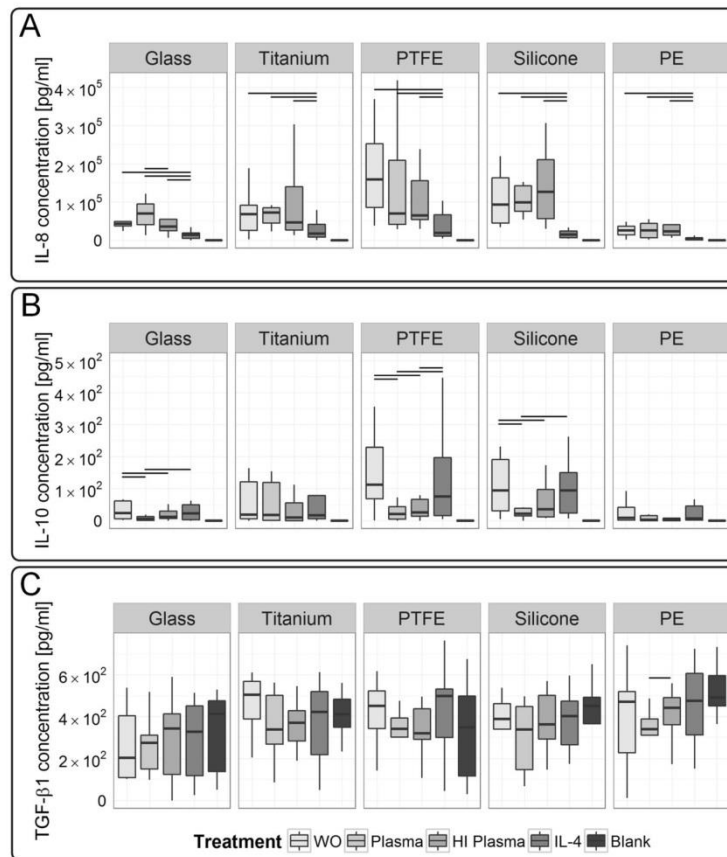 A
Glass Titanium PTFE Silicone PE
IL-8 concentration [pg/ml]
4 × 10⁵
3 × 10⁵
2 × 10⁵
1 × 10⁵
0
B
Glass Titanium PTFE Silicone PE
IL-10 concentration [pg/ml]
5 × 10²
4 × 10²
3 × 10²
2 × 10²
1 × 10²
0
C
Glass Titanium PTFE Silicone PE
TGF-β1 concentration [pg/ml]
6 × 10²
4 × 10²
2 × 10²
0
Treatment WO Plasma HI Plasma IL-4 Blank